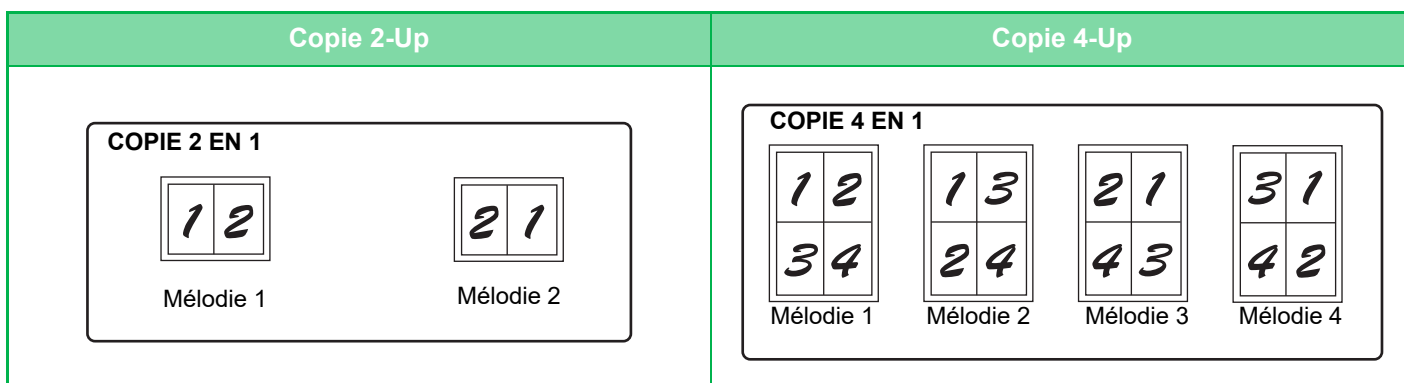 Copie 2-Up
Copie 4-Up
COPIE 2 EN 1
1 2
2 1
Mélodie 1
Mélodie 2
COPIE 4 EN 1
1 2
3 4
1 3
2 4
2 1
4 3
3 1
4 2
Mélodie 1
Mélodie 2
Mélodie 3
Mélodie 4